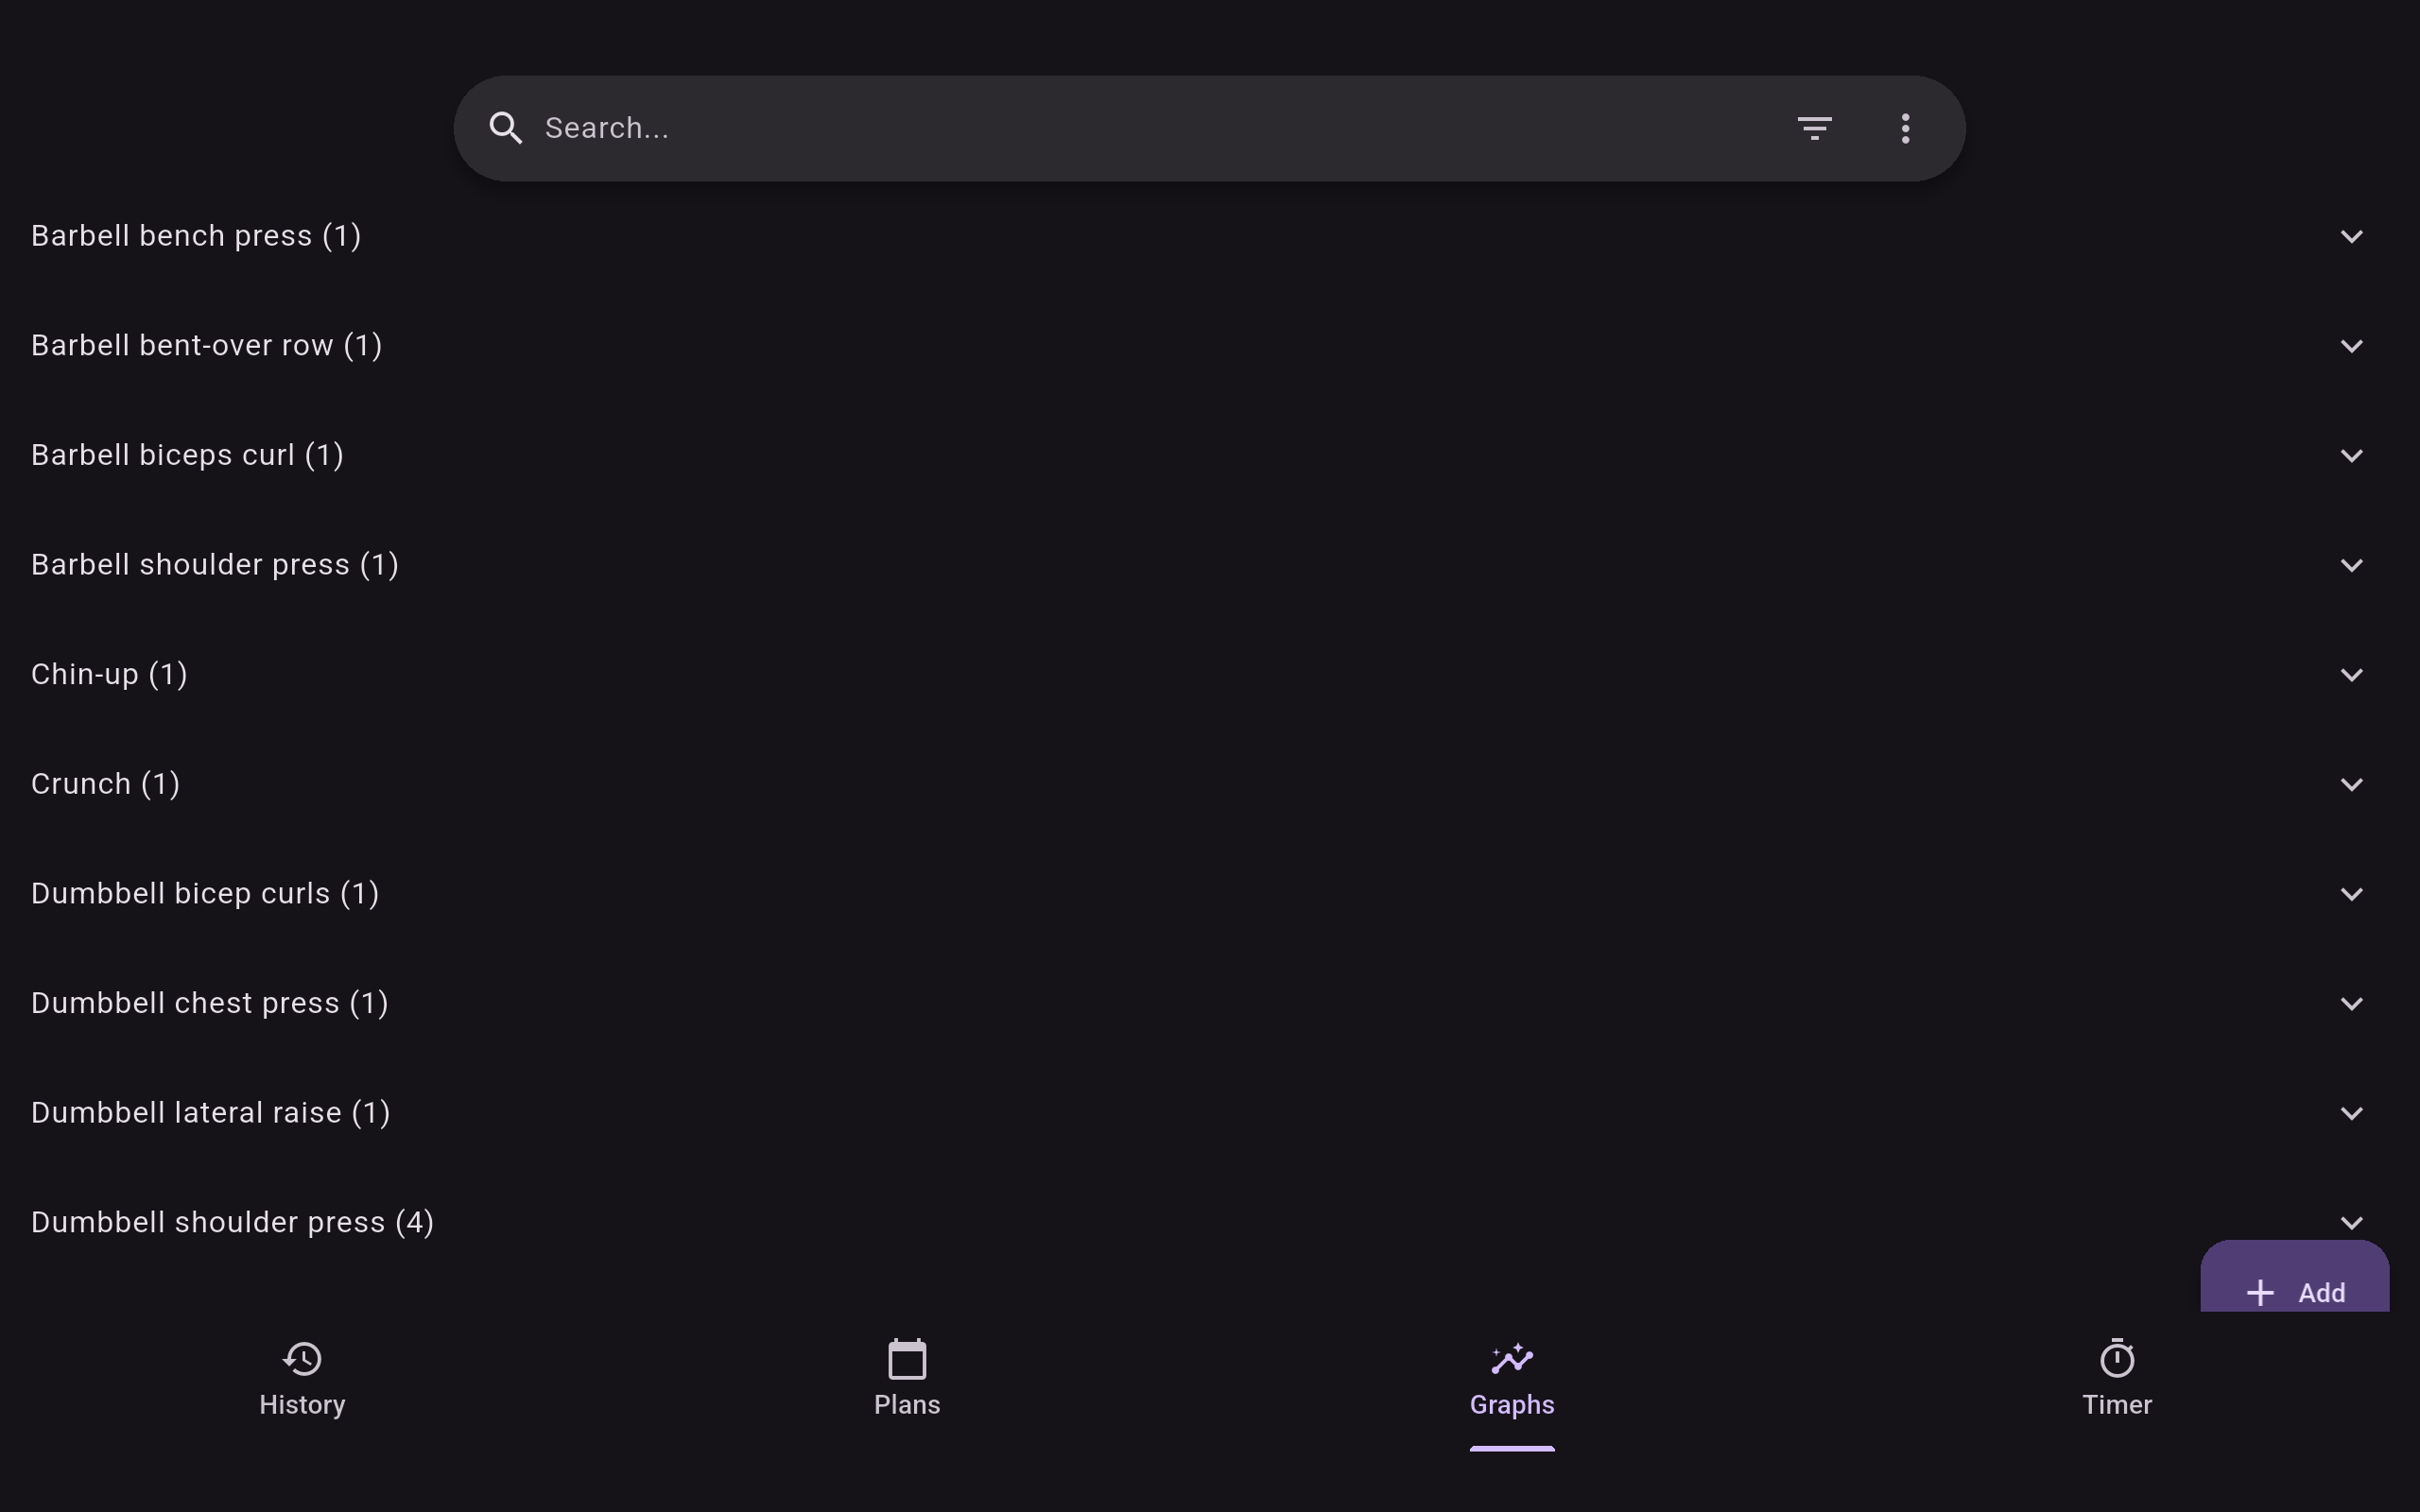 Search...
Barbell bench press (1)
Barbell bent-over row (1)
Barbell biceps curl (1)
Barbell shoulder press (1)
Chin-up (1)
Crunch (1)
Dumbbell bicep curls (1)
Dumbbell chest press (1)
Dumbbell lateral raise (1)
Dumbbell shoulder press (4)
Add
History
Plans
Graphs
Timer